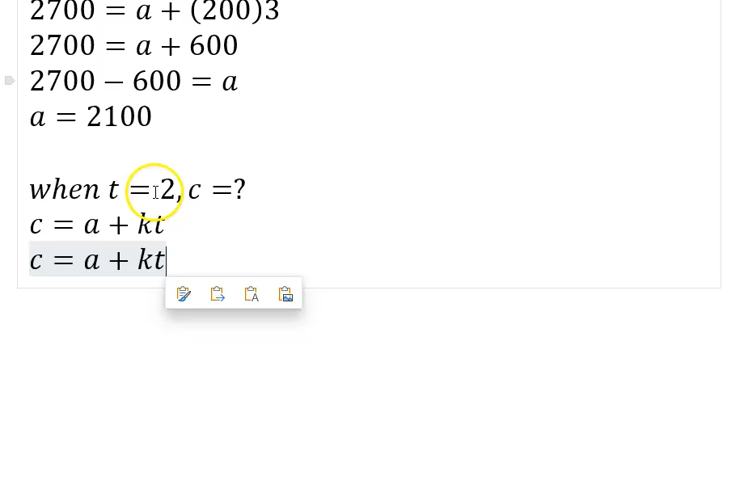 2700 = a + (200)3
2700 = a + 600
2700 − 600 = a
a = 2100
when t = 2, c =?
c = a + kt
c = a + kt